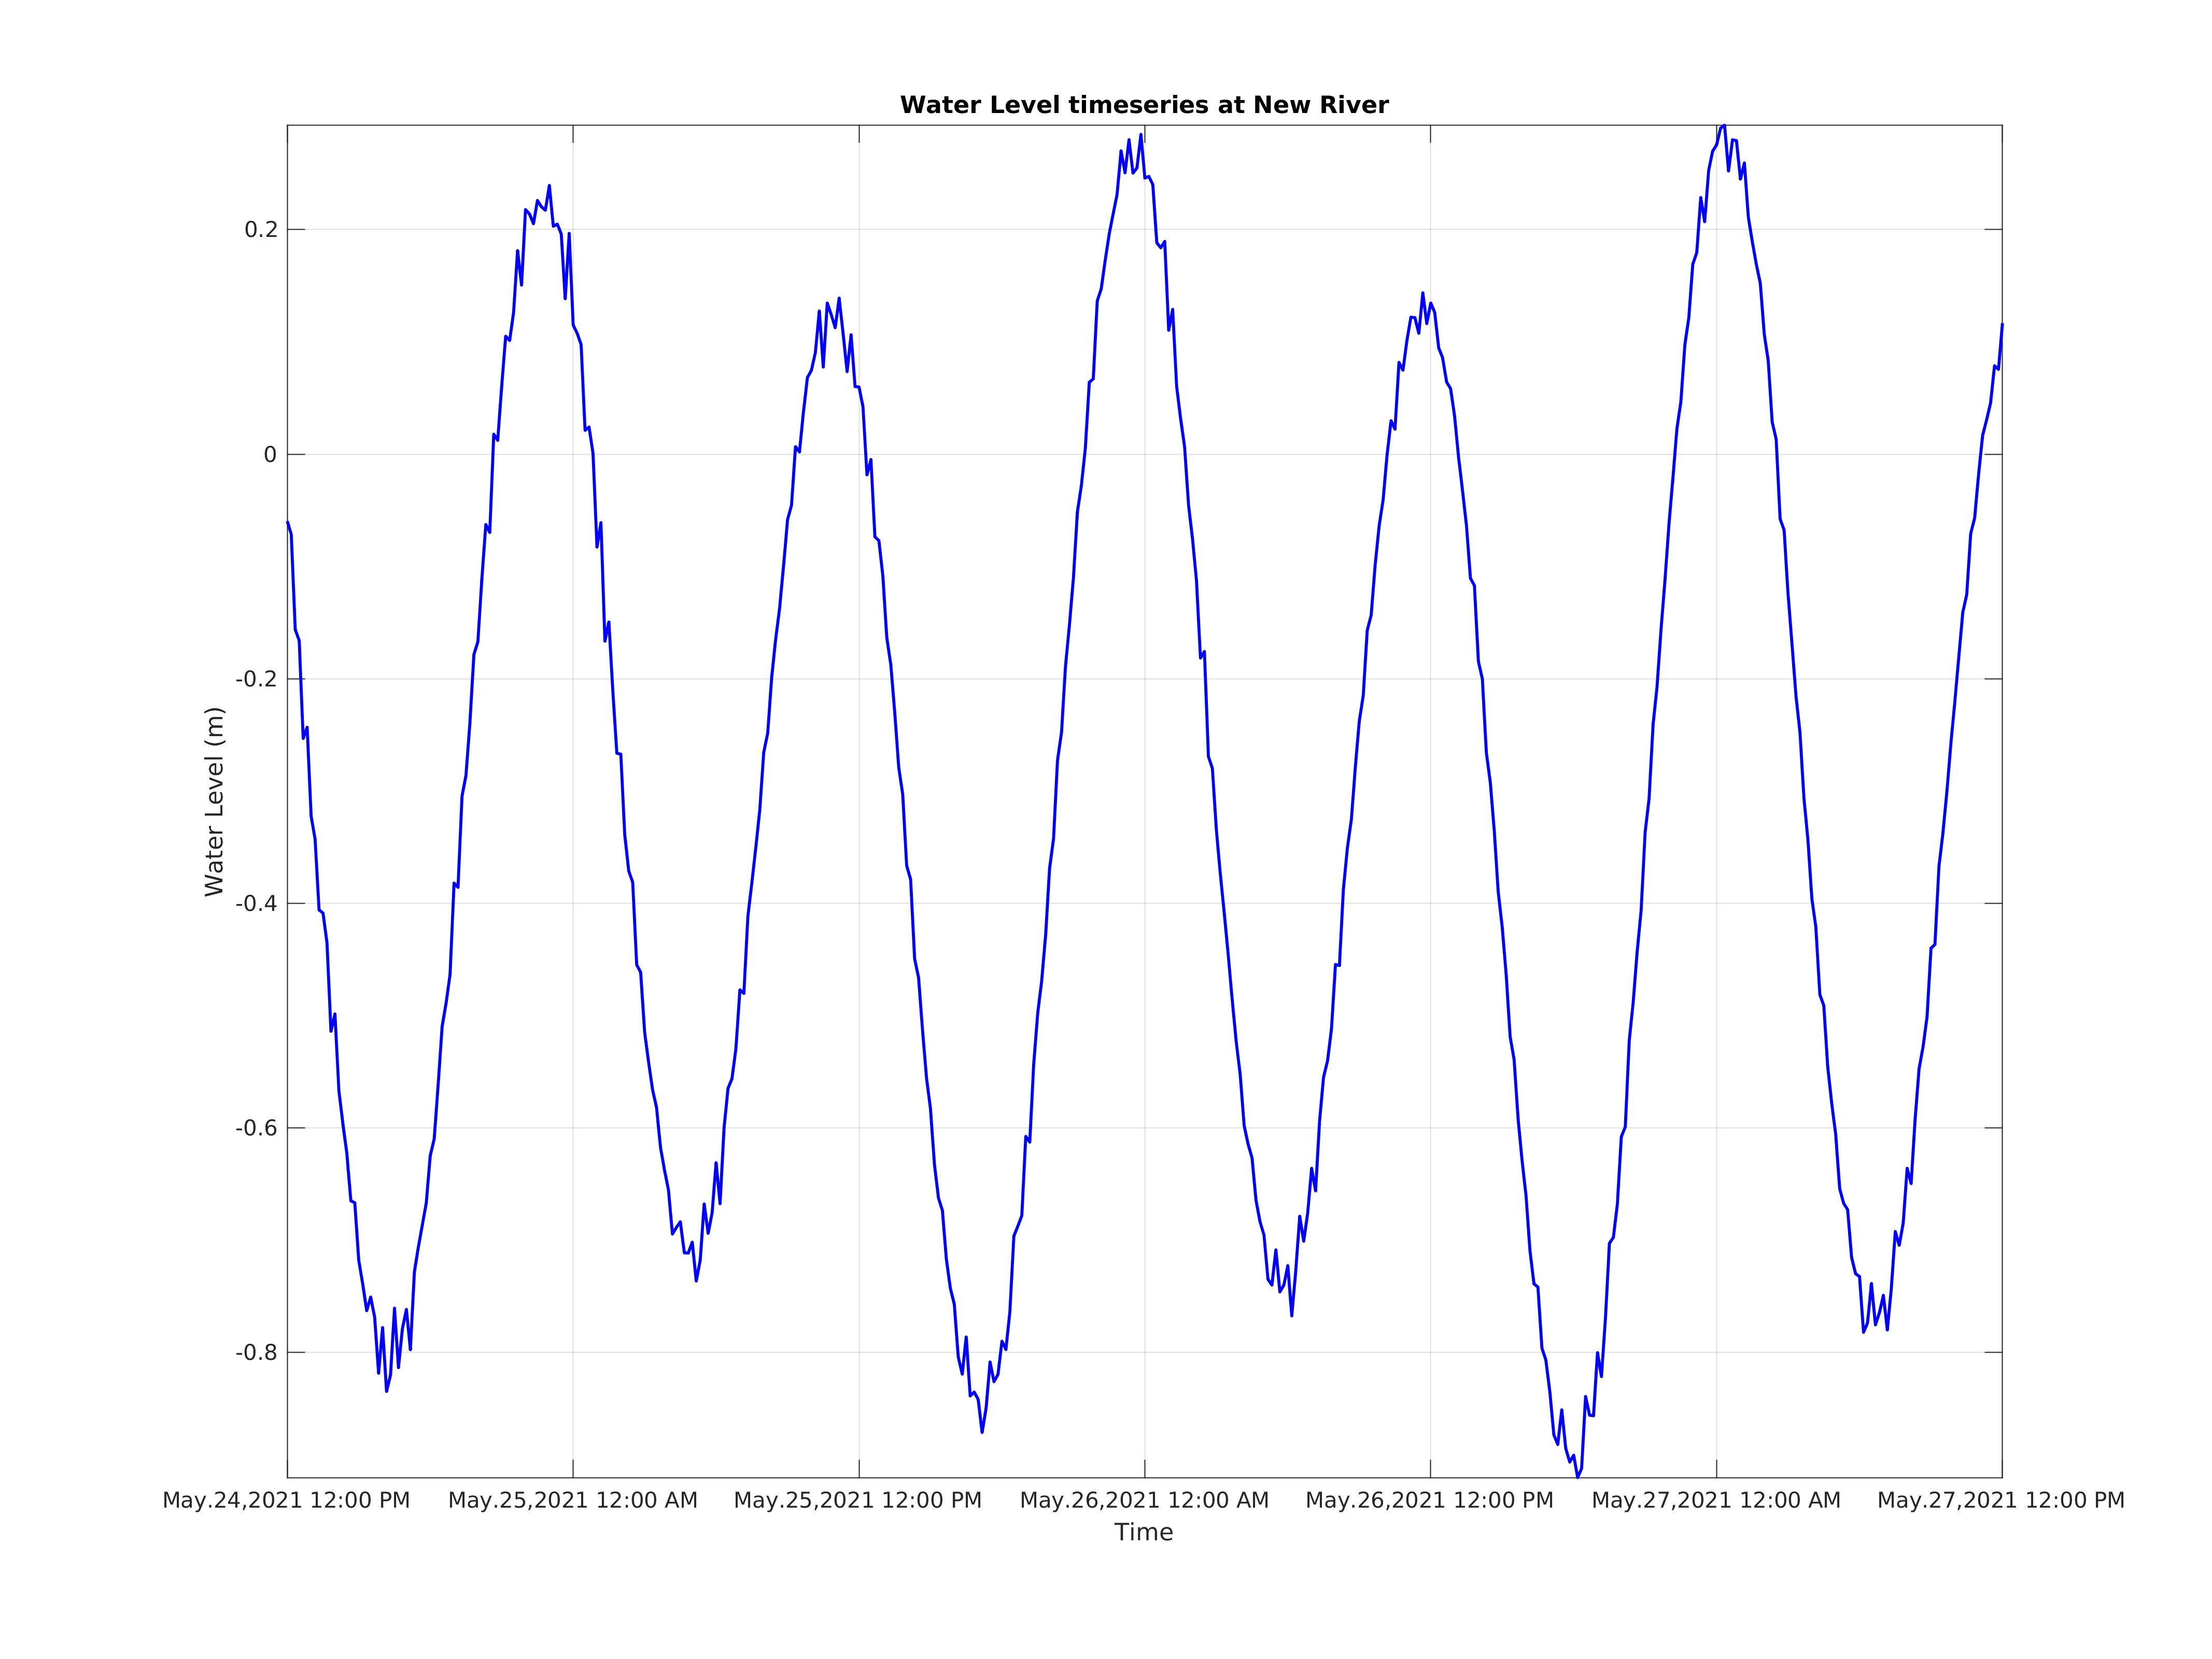 Water Level timeseries at New River
0.2
0
-0.2
-0.4
-0.6
-0.8
Water Level (m)
May.24,2021 12:00 PM May.25,2021 12:00 AM May.25,2021 12:00 PM May.26,2021 12:00 AM May.26,2021 12:00 PM May.27,2021 12:00 AM May.27,2021 12:00 PM
Time